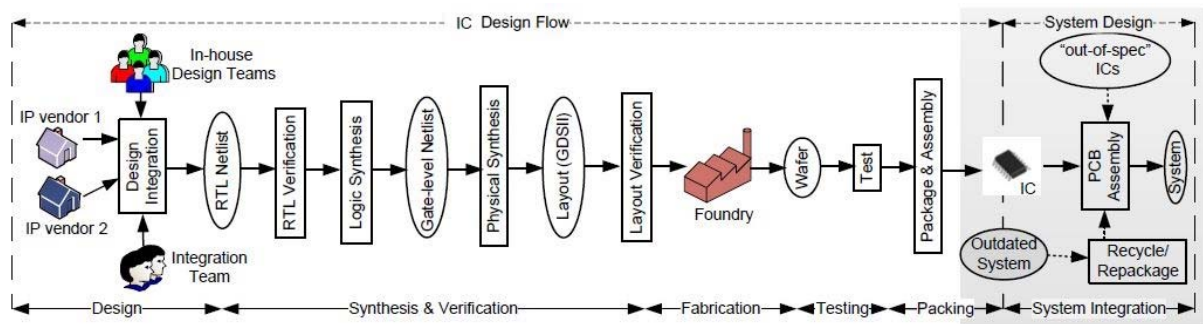 IC Design Flow
System Design
In-house
Design Teams
IP vendor 1
IP vendor 2
Design
Integration
Integration
Team
RTL Netlist
RTL Verification
Logic Synthesis
Gate-level Netlist
Physical Synthesis
Layout (GDSII)
Layout Verification
Foundry
Wafer
Test
Package & Assembly
IC
"out-of-spec"
ICs
PCB
Assembly
System
Outdated
System
Recycle/
Repackage
Design
Synthesis & Verification
Fabrication
Testing
Packing
System Integration